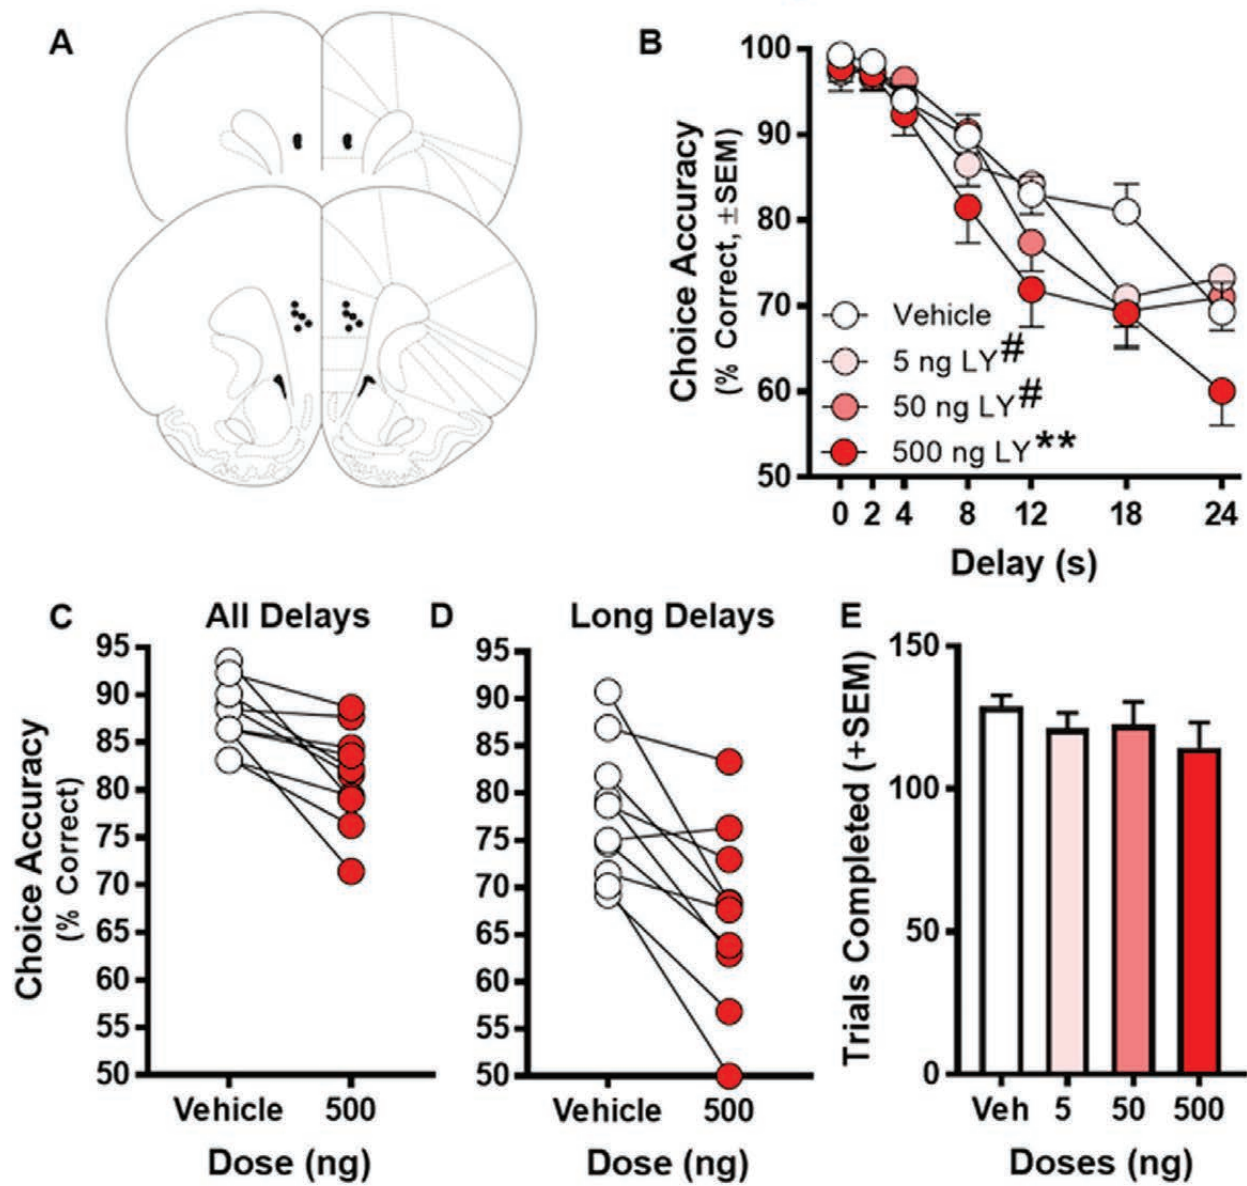 A
B
Choice Accuracy
(% Correct, ±SEM)
100
90
80
70
60
50
Vehicle
5 ng LY#
50 ng LY#
500 ng LY**
0 2 4 8 12 18 24
Delay (s)
C All Delays
Choice Accuracy
(% Correct)
95
90
85
80
75
70
65
60
55
50
Vehicle 500
Dose (ng)
D Long Delays
95
90
85
80
75
70
65
60
55
50
Vehicle 500
Dose (ng)
E
Trials Completed (+SEM)
150
100
50
0
Veh 5 50 500
Doses (ng)